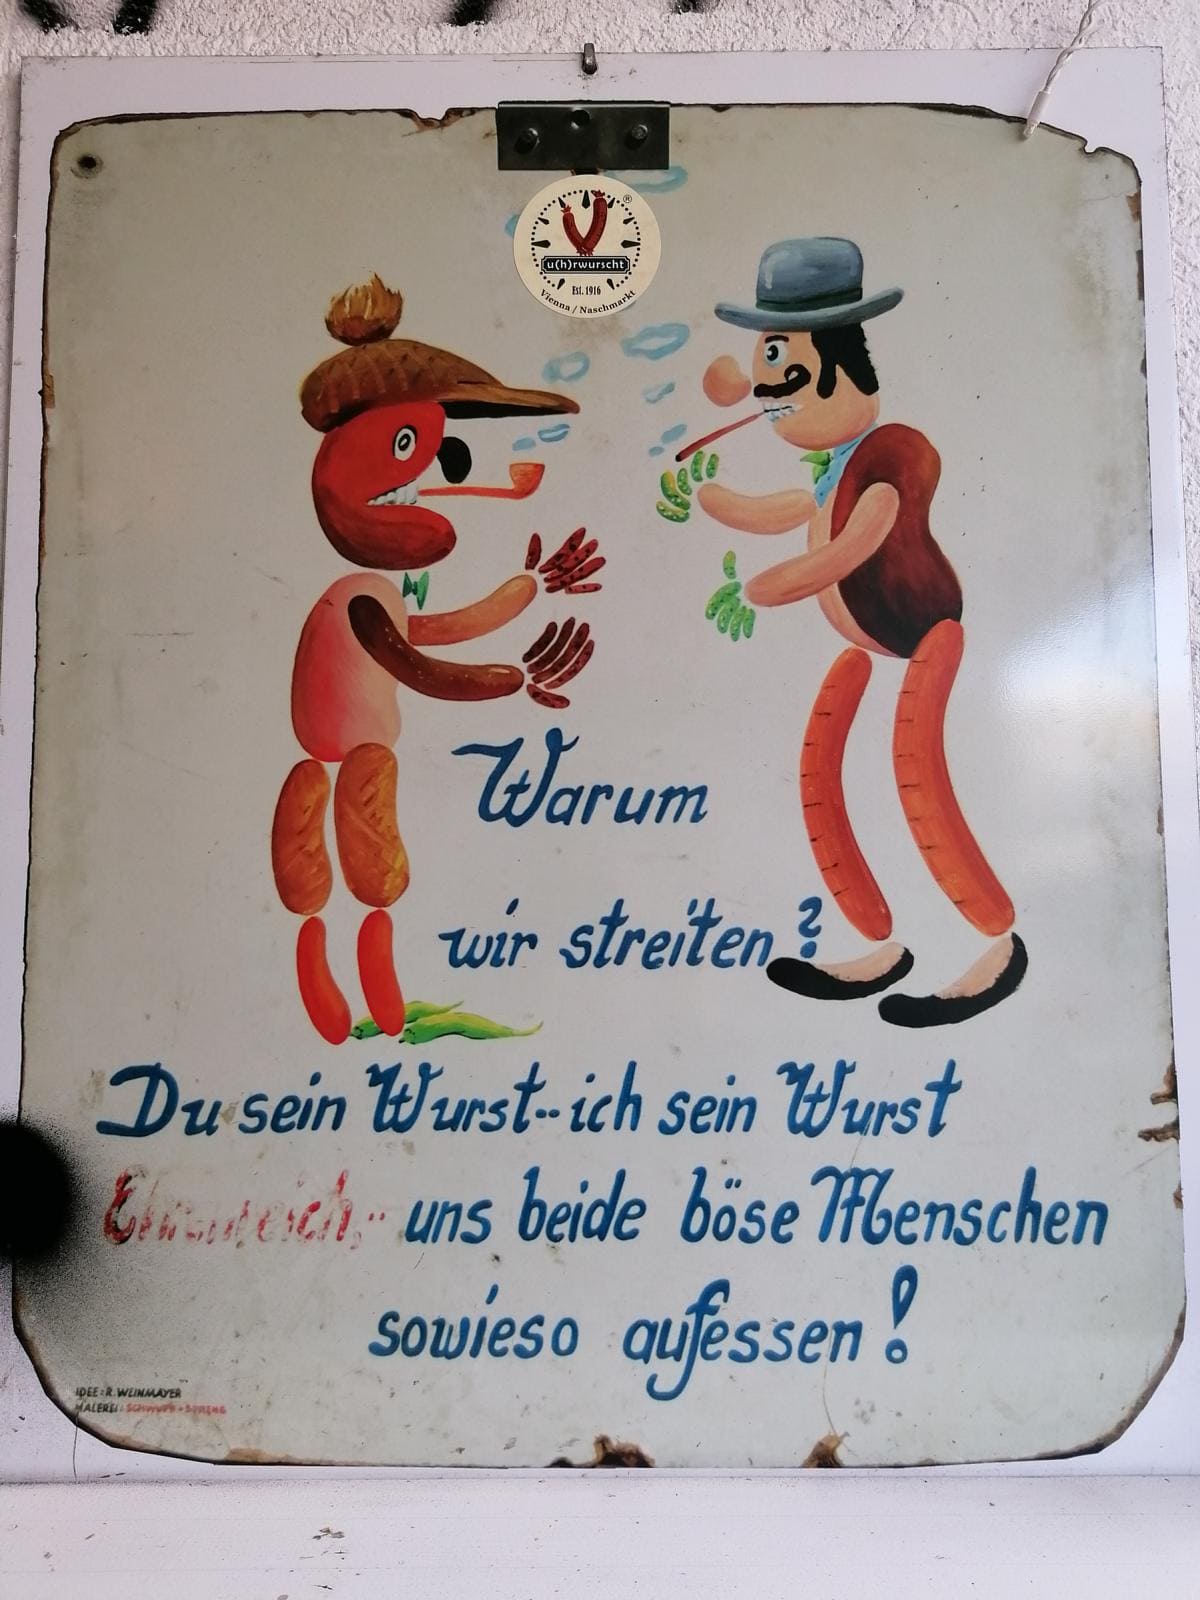 ®
u(h)rwurscht
Est. 1916
Vienna / Naschmarkt
Warum
wir streiten?
Du sein Wurst.. ich sein Wurst
.. uns beide böse Menschen
sowieso aufessen!
IDEE: R. WEINMAYER
MALEREI: